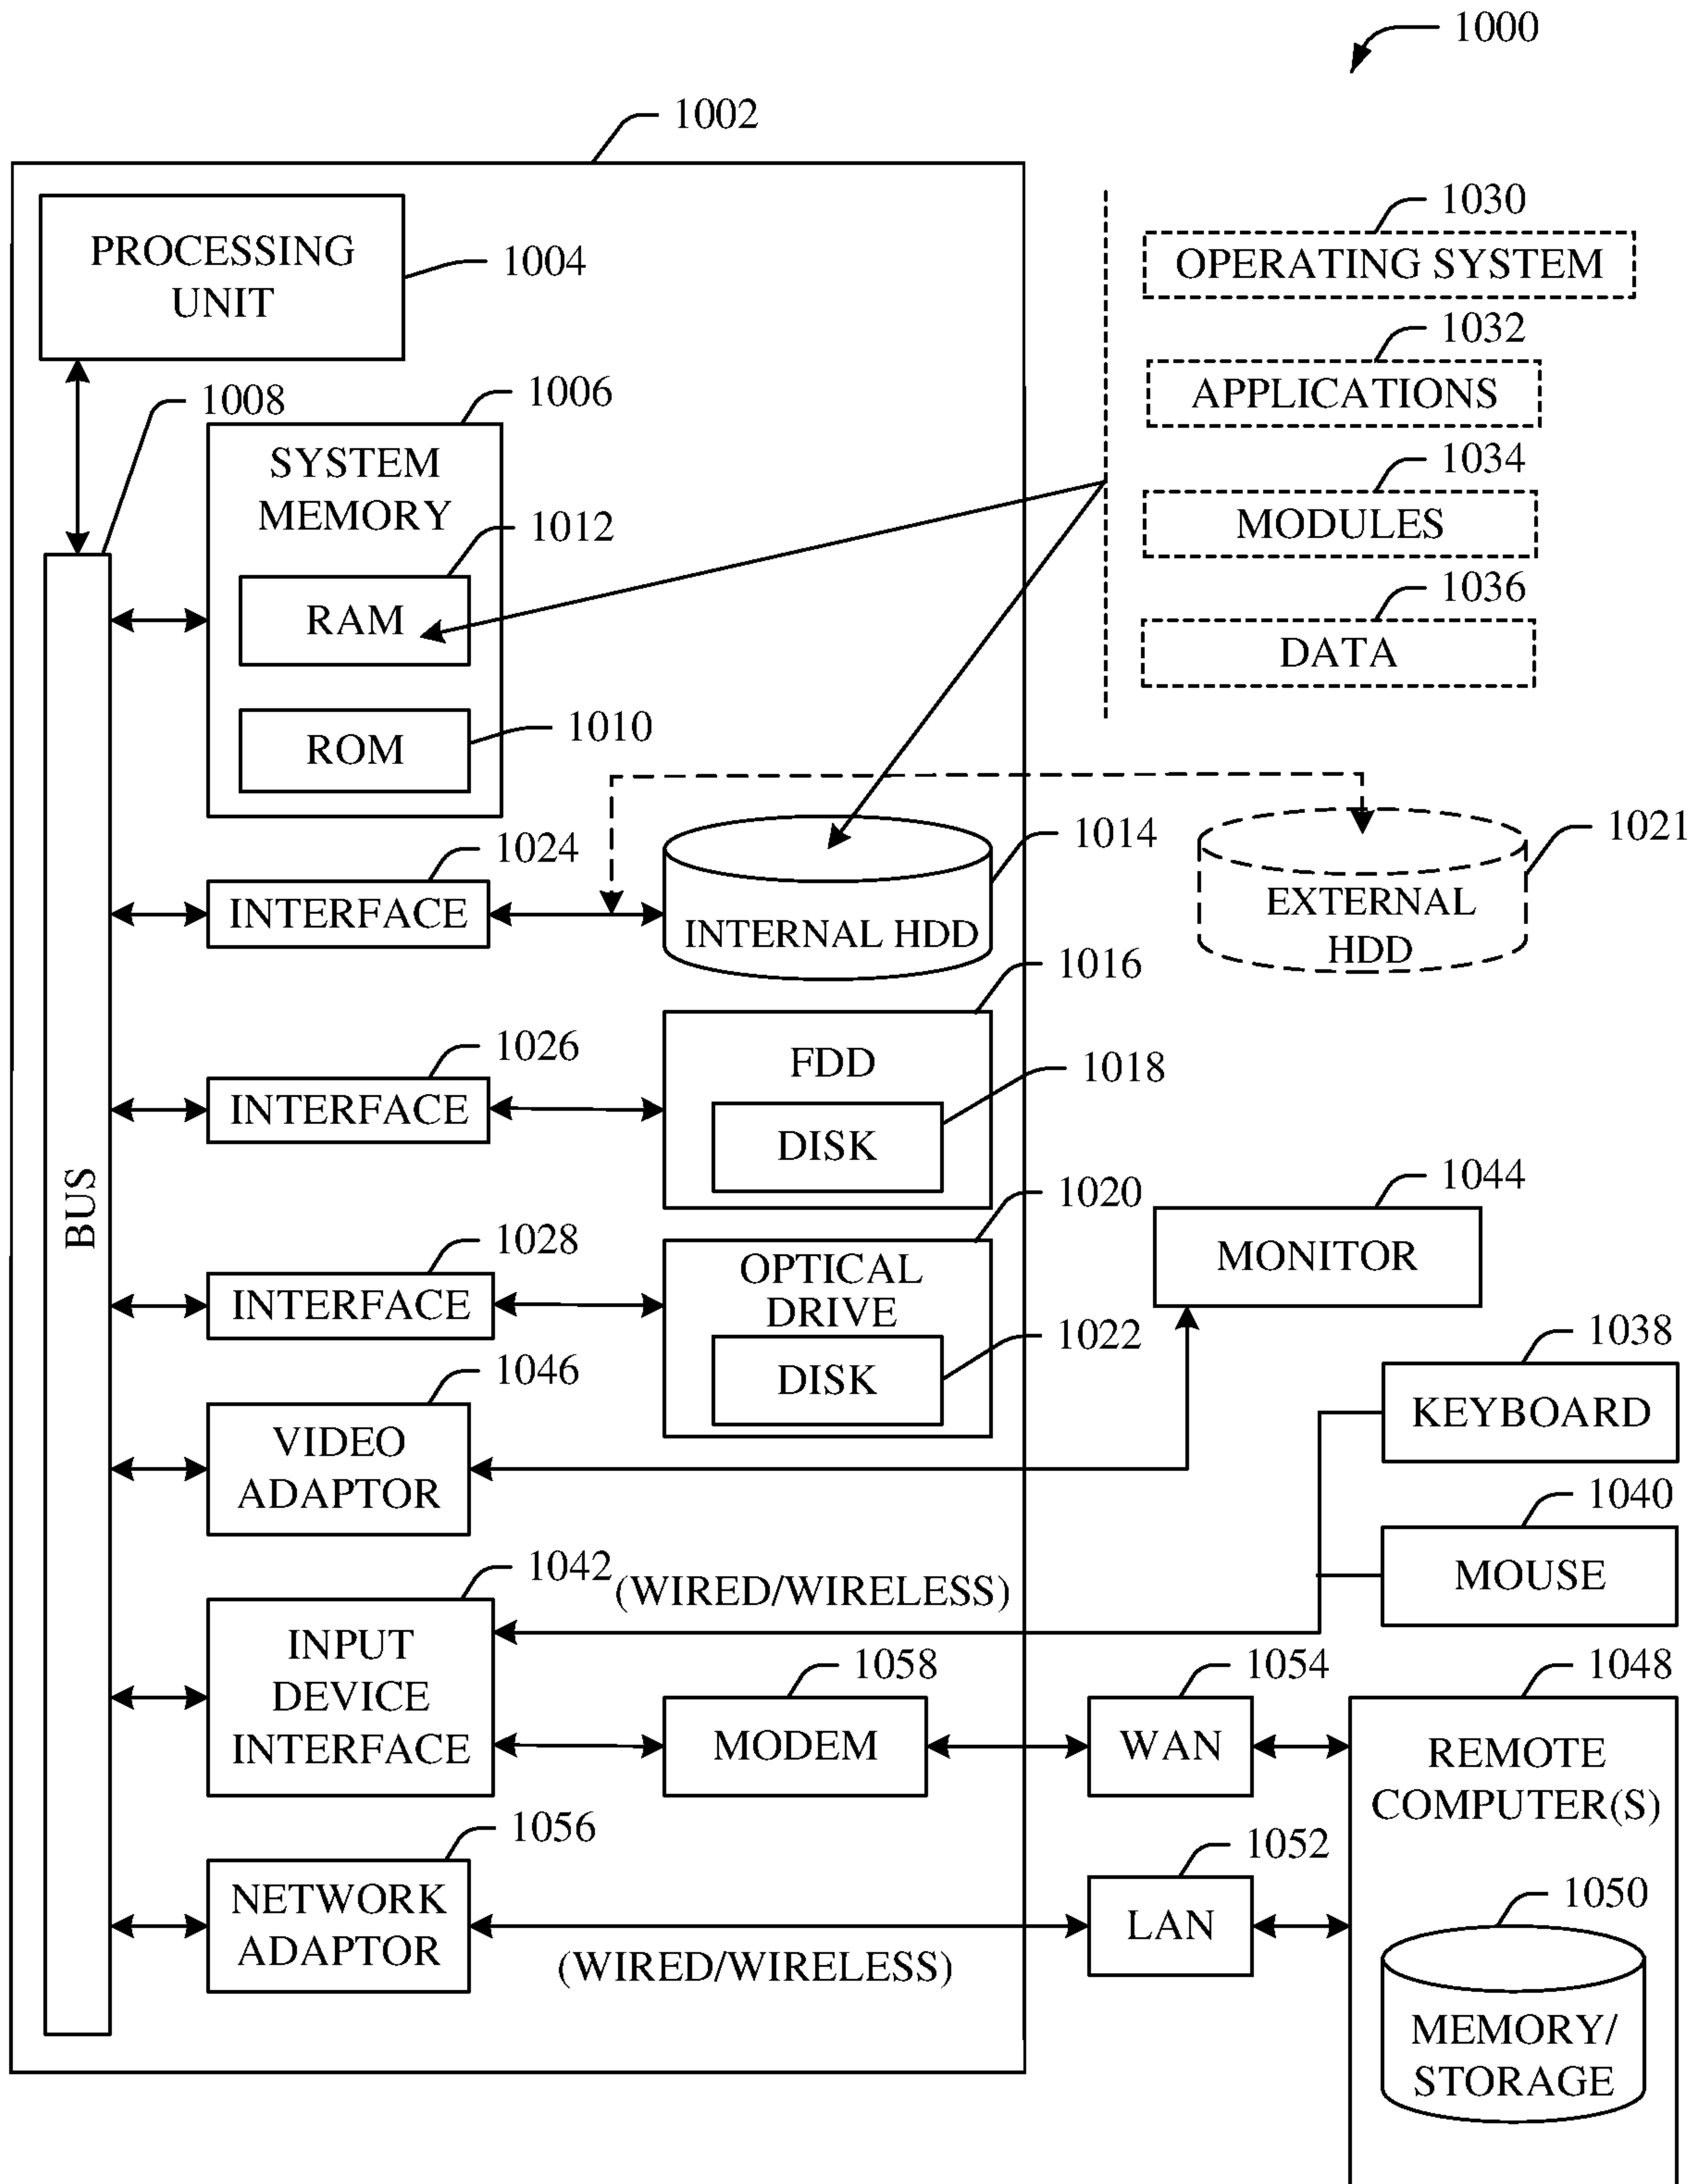 1000
1002
PROCESSING
UNIT
1004
1030
OPERATING SYSTEM
1032
APPLICATIONS
1034
MODULES
1036
DATA
1008
1006
SYSTEM
MEMORY
1012
RAM
1010
ROM
1024
INTERFACE
1014
INTERNAL HDD
1021
EXTERNAL
HDD
1016
FDD
1026
INTERFACE
1018
DISK
BUS
1028
INTERFACE
1020
OPTICAL
DRIVE
1022
DISK
1044
MONITOR
1046
VIDEO
ADAPTOR
1038
KEYBOARD
1040
MOUSE
1042
(WIRED/WIRELESS)
INPUT
DEVICE
INTERFACE
1058
MODEM
1054
WAN
1048
REMOTE
COMPUTER(S)
1056
NETWORK
ADAPTOR
(WIRED/WIRELESS)
1052
LAN
1050
MEMORY/
STORAGE